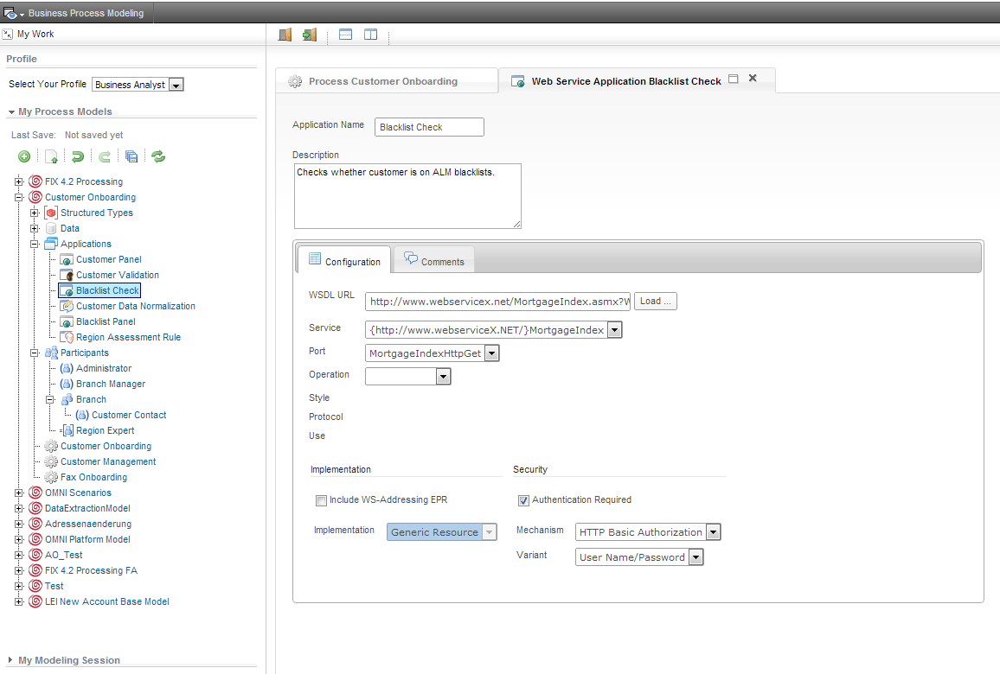 Business Process Modeling
My Work
Profile
Select Your Profile Business Analyst
My Process Models
Last Save: Not saved yet
FIX 4.2 Processing
Customer Onboarding
Structured Types
Data
Applications
Customer Panel
Customer Validation
Blacklist Check
Customer Data Normalization
Blacklist Panel
Region Assessment Rule
Participants
Administrator
Branch Manager
Branch
Customer Contact
Region Expert
Customer Onboarding
Customer Management
Fax Onboarding
OMNI Scenarios
DataExtractionModel
Adressenaenderung
OMNI Platform Model
AO_Test
FIX 4.2 Processing FA
Test
LEI New Account Base Model
My Modeling Session
Process Customer Onboarding
Web Service Application Blacklist Check
Application Name Blacklist Check
Description
Checks whether customer is on ALM blacklists.
Configuration
Comments
WSDL URL http://www.webservicex.net/MortgageIndex.asmx?W Load ...
Service {http://www.webserviceX.NET/}MortgageIndex
Port MortgageIndexHttpGet
Operation
Style
Protocol
Use
Implementation
Include WS-Addressing EPR
Implementation Generic Resource
Security
Authentication Required
Mechanism HTTP Basic Authorization
Variant User Name/Password